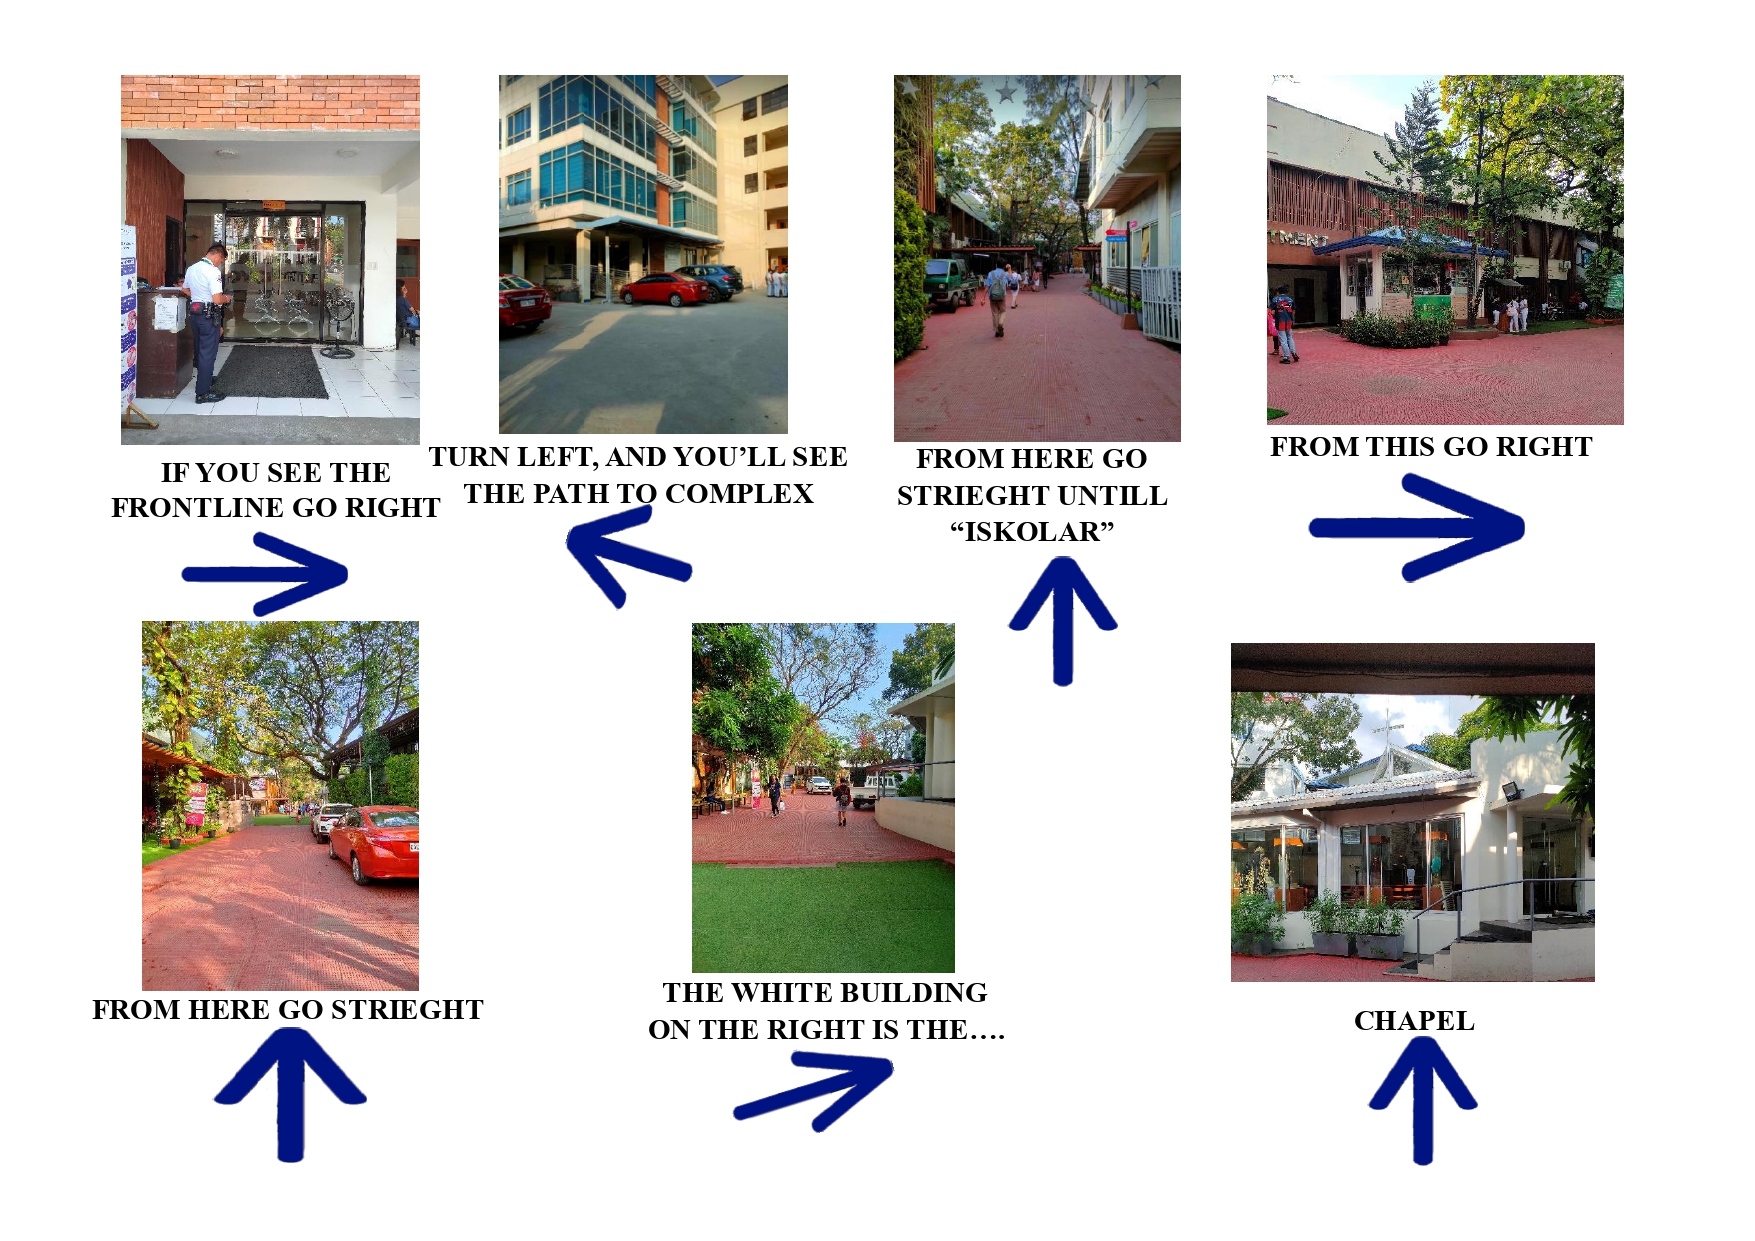 IF YOU SEE THE
FRONTLINE GO RIGHT
TURN LEFT, AND YOU’LL SEE
THE PATH TO COMPLEX
FROM HERE GO
STRIEGHT UNTILL
“ISKOLAR”
TMENT
FROM THIS GO RIGHT
FROM HERE GO STRIEGHT
THE WHITE BUILDING
ON THE RIGHT IS THE….
CHAPEL